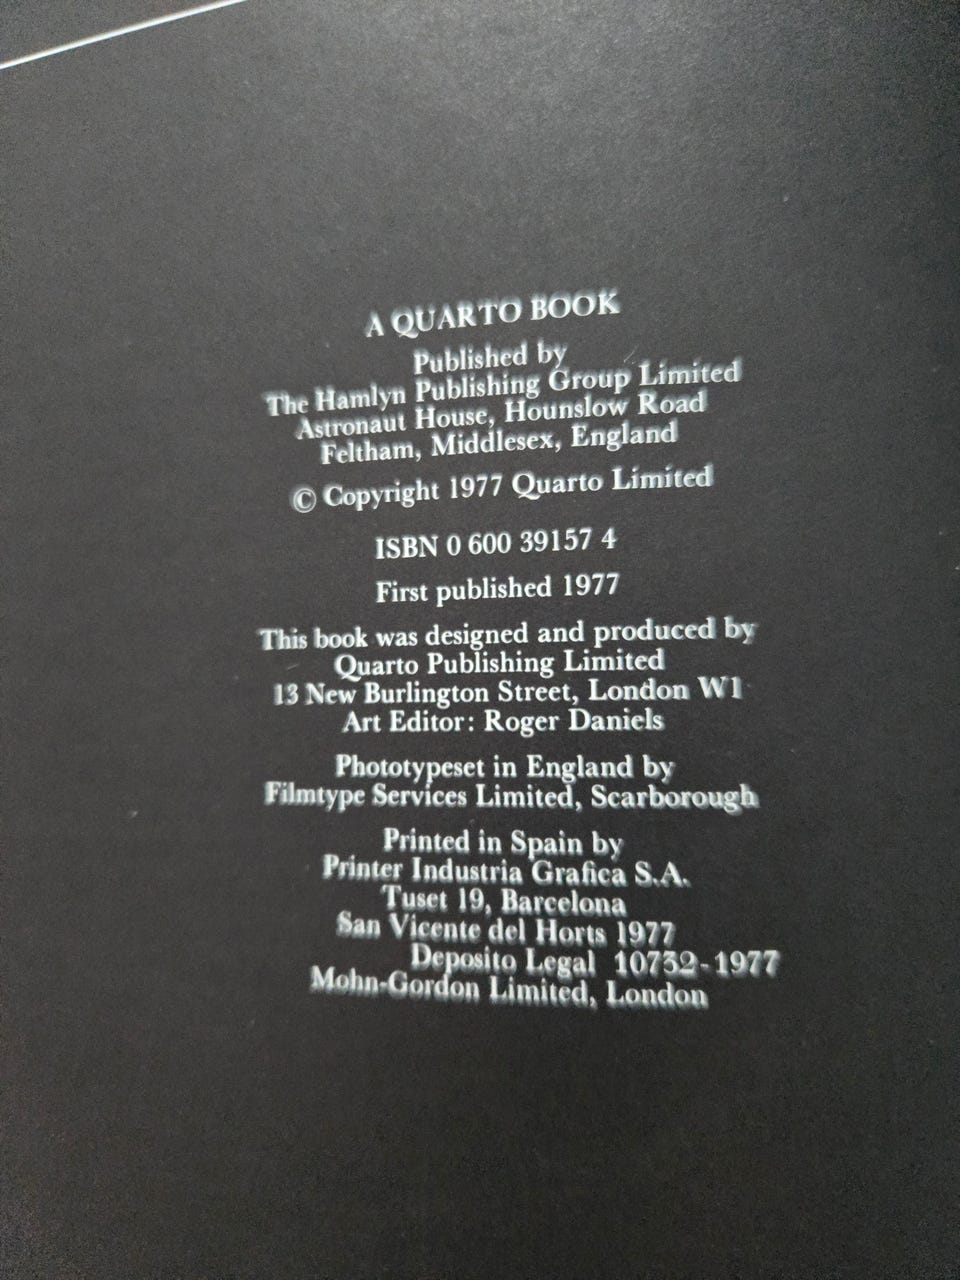 A QUARTO BOOK
Published by
The Hamlyn Publishing Group Limited
Astronaut House, Hounslow Road
Feltham, Middlesex, England
© Copyright 1977 Quarto Limited
ISBN 0 600 39157 4
First published 1977
This book was designed and produced by
Quarto Publishing Limited
13 New Burlington Street, London W1
Art Editor: Roger Daniels
Phototypeset in England by
Filmtype Services Limited, Scarborough
Printed in Spain by
Printer Industria Grafica S.A.
Tuset 19, Barcelona
San Vicente del Horts 1977
Deposito Legal 10732-1977
Mohn-Gordon Limited, London